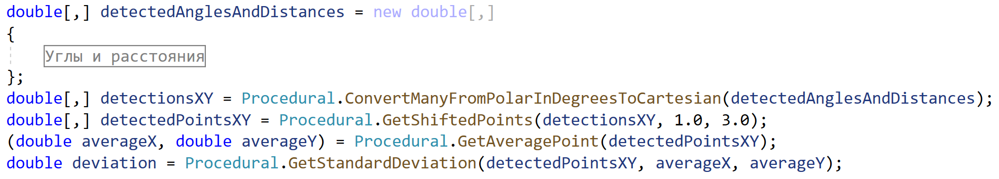 double[,] detectedAnglesAndDistances = new double[,]
{
    Углы и расстояния
};
double[,] detectionsXY = Procedural.ConvertManyFromPolarInDegreesToCartesian(detectedAnglesAndDistances);
double[,] detectedPointsXY = Procedural.GetShiftedPoints(detectionsXY, 1.0, 3.0);
(double averageX, double averageY) = Procedural.GetAveragePoint(detectedPointsXY);
double deviation = Procedural.GetStandardDeviation(detectedPointsXY, averageX, averageY);